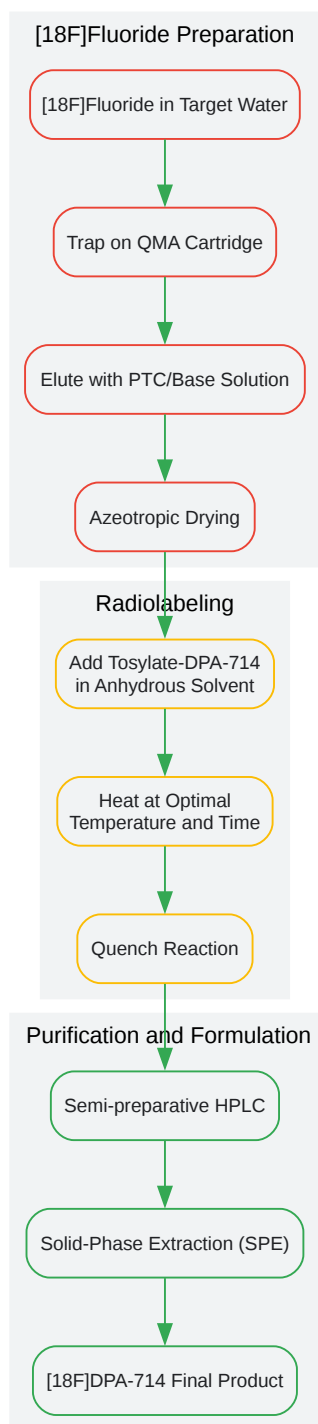 [18F]Fluoride Preparation
[18F]Fluoride in Target Water
Trap on QMA Cartridge
Elute with PTC/Base Solution
Azeotropic Drying
Radiolabeling
Add Tosylate-DPA-714
in Anhydrous Solvent
Heat at Optimal
Temperature and Time
Quench Reaction
Purification and Formulation
Semi-preparative HPLC
Solid-Phase Extraction (SPE)
[18F]DPA-714 Final Product